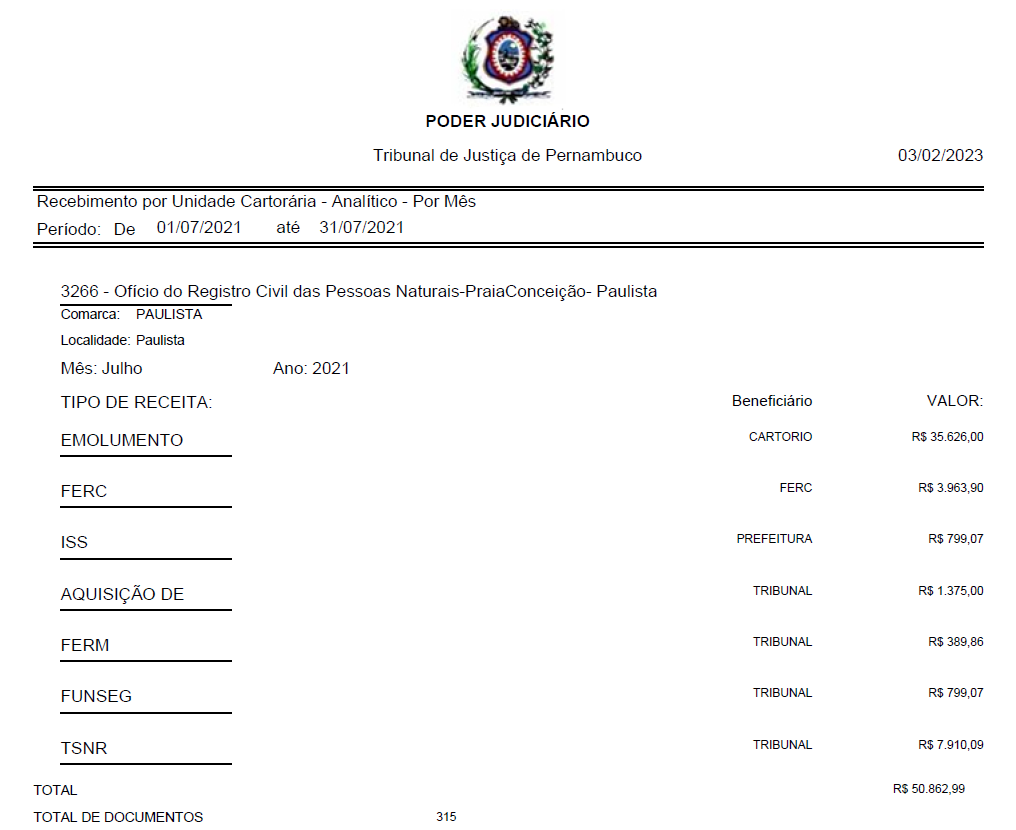 PODER JUDICIÁRIO
Tribunal de Justiça de Pernambuco 03/02/2023
Recebimento por Unidade Cartorária - Analítico - Por Mês
Período: De 01/07/2021 até 31/07/2021
3266 - Ofício do Registro Civil das Pessoas Naturais-PraiaConceição- Paulista
Comarca: PAULISTA
Localidade: Paulista
Mês: Julho Ano: 2021
TIPO DE RECEITA: Beneficiário VALOR:
EMOLUMENTO CARTORIO R$ 35.626,00
FERC FERC R$ 3.963,90
ISS PREFEITURA R$ 799,07
AQUISIÇÃO DE TRIBUNAL R$ 1.375,00
FERM TRIBUNAL R$ 389,86
FUNSEG TRIBUNAL R$ 799,07
TSNR TRIBUNAL R$ 7.910,09
TOTAL R$ 50.862,99
TOTAL DE DOCUMENTOS 315